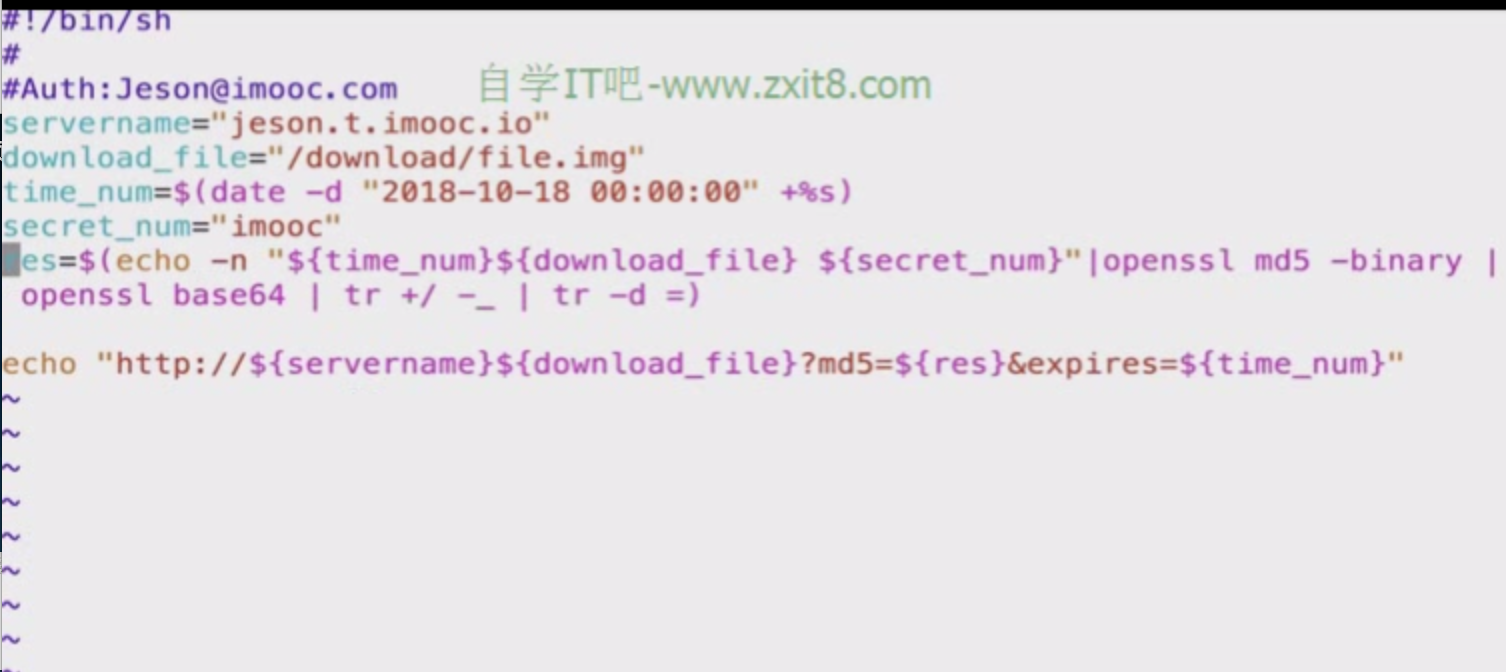 #!/bin/sh
#
#Auth:Jeson@imooc.com
自学IT吧-www.zxit8.com
servername="jeson.t.imooc.io"
download_file="/download/file.img"
time_num=$(date -d "2018-10-18 00:00:00" +%s)
secret_num="imooc"
res=$(echo -n "${time_num}${download_file} ${secret_num}"|openssl md5 -binary |
 openssl base64 | tr +/ -_ | tr -d =)
echo "http://${servername}${download_file}?md5=${res}&expires=${time_num}"
~
~
~
~
~
~
~
~
~